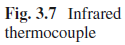 Fig. 3.7 Infrared
thermocouple